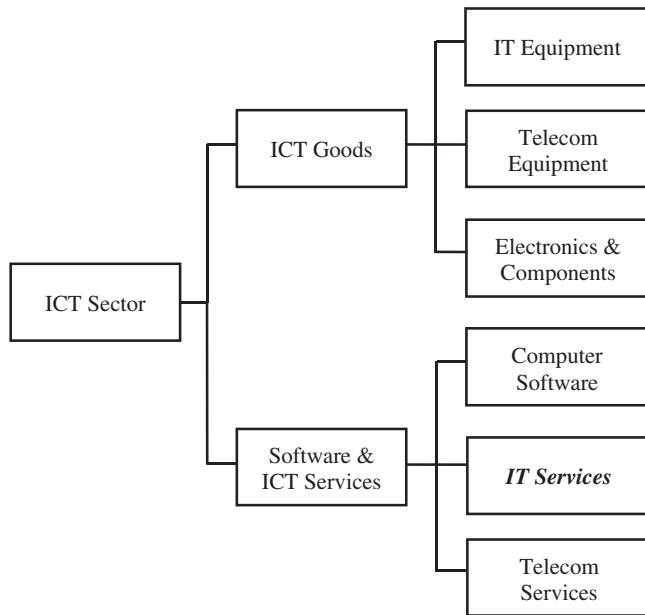 IT Equipment
ICT Goods
Telecom
Equipment
Electronics &
Components
ICT Sector
Computer
Software
Software &
ICT Services
IT Services
Telecom
Services